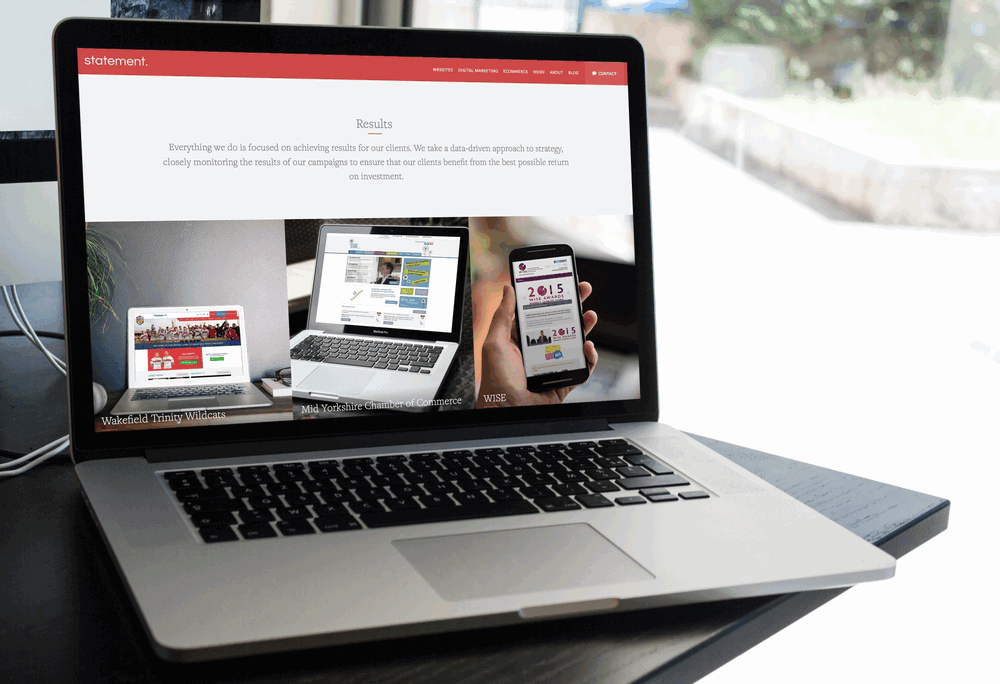 statement.
WEBSITES DIGITAL MARKETING ECOMMERCE WORK ABOUT BLOG CONTACT
Results
Everything we do is focused on achieving results for our clients. We take a data-driven approach to strategy,
closely monitoring the results of our campaigns to ensure that our clients benefit from the best possible return
on investment.
2015
WISE AWARDS
2015
WISE AWARDS
Wakefield Trinity Wildcats
Mid Yorkshire Chamber of Commerce
WISE